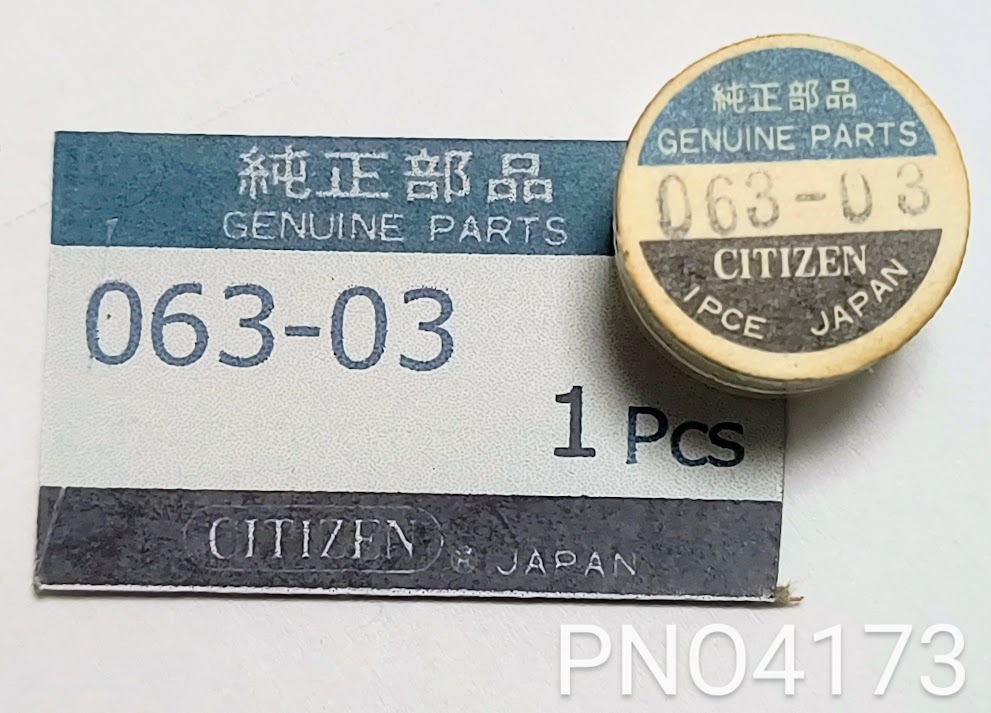 純正部品
GENUINE PARTS
063-03
1 Pcs
CITIZEN
JAPAN
純正部品
GENUINE PARTS
063-03
CITIZEN
1PCE JAPAN
PNO4173